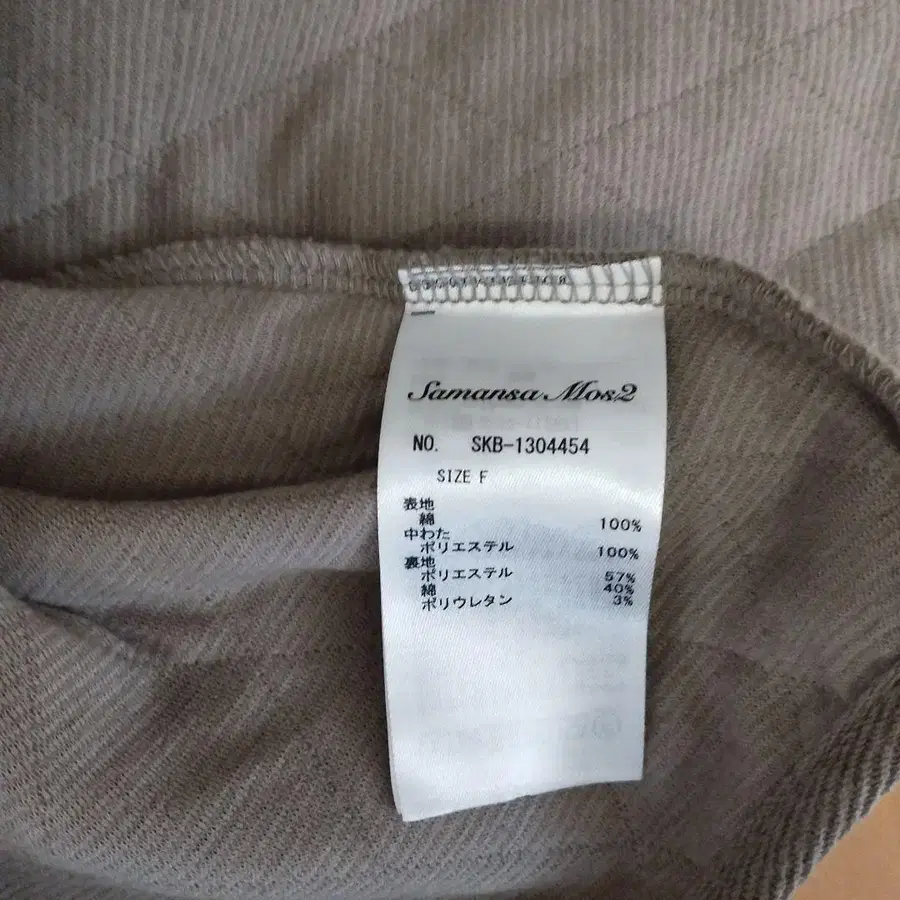 Samansa Mos2
NO. SKB-1304454
SIZE F
表地
綿 100%
中わた
ポリエステル 100%
裏地
ポリエステル 57%
綿 40%
ポリウレタン 3%